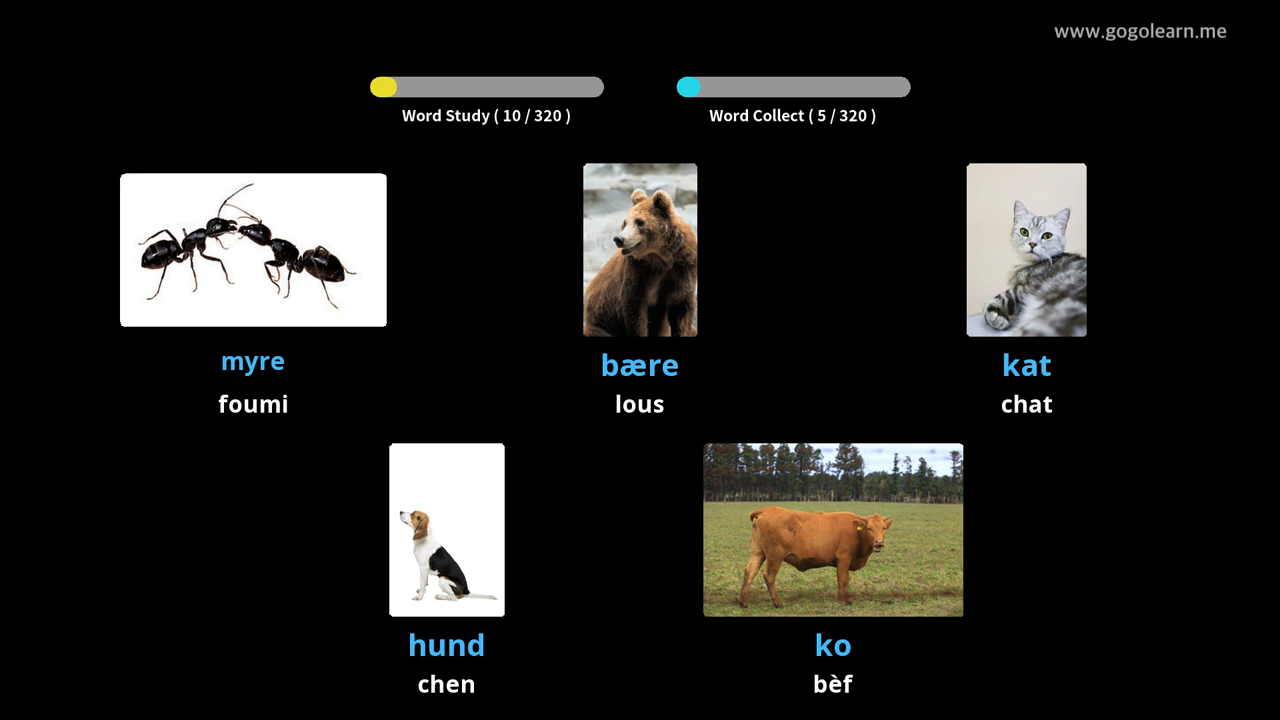 www.gogolearn.me
Word Study ( 10 / 320 )
Word Collect ( 5 / 320 )
myre
foumi
bære
lous
kat
chat
hund
chen
ko
bèf